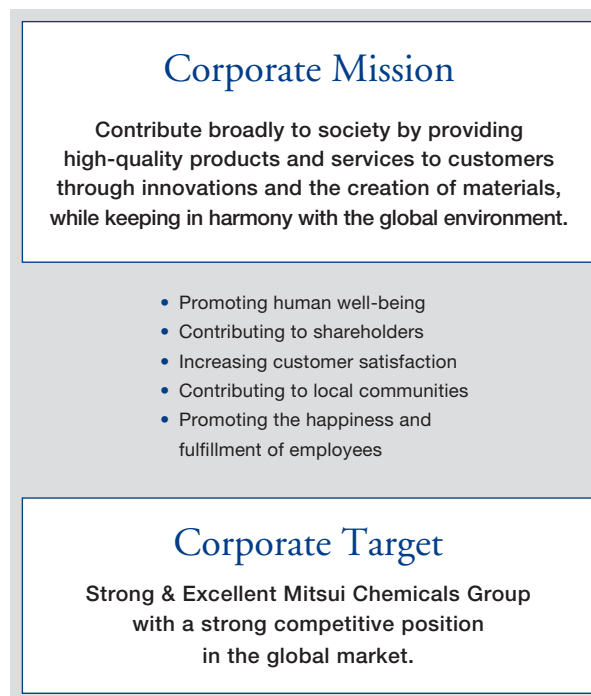 Corporate Mission
Contribute broadly to society by providing
high-quality products and services to customers
through innovations and the creation of materials,
while keeping in harmony with the global environment.
• Promoting human well-being
• Contributing to shareholders
• Increasing customer satisfaction
• Contributing to local communities
• Promoting the happiness and
fulfillment of employees
Corporate Target
Strong & Excellent Mitsui Chemicals Group
with a strong competitive position
in the global market.